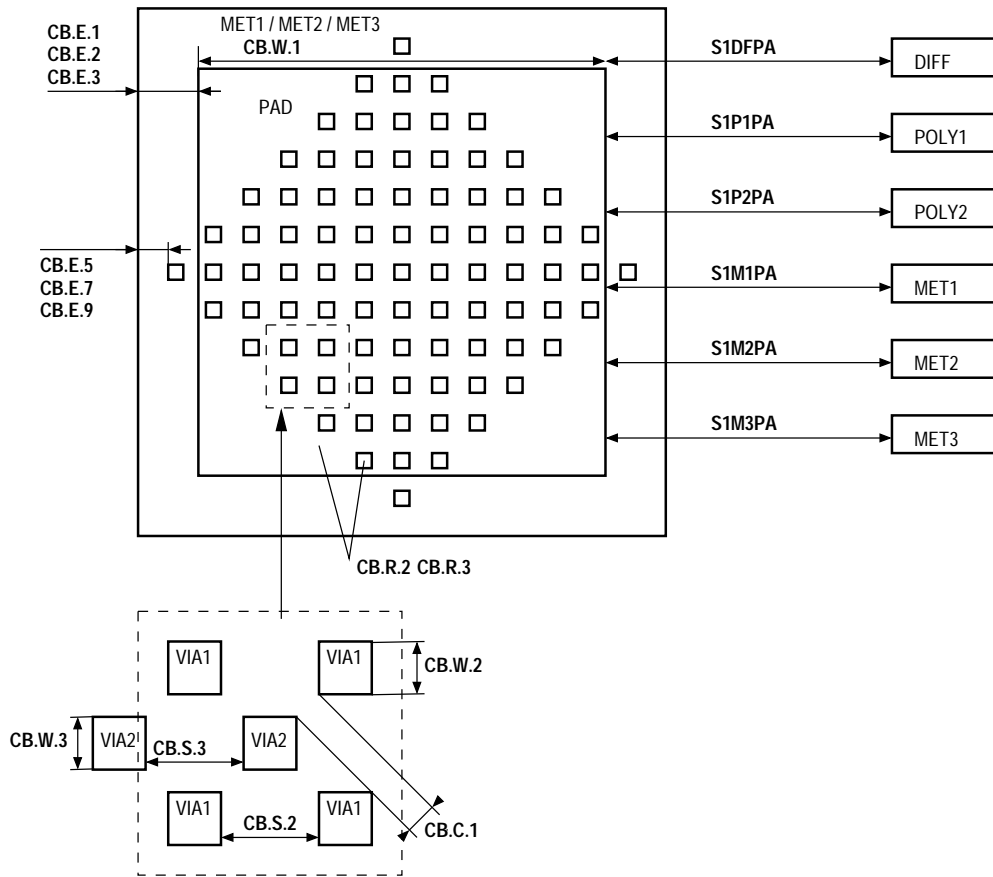 MET1 / MET2 / MET3
CB.E.1
CB.E.2
CB.E.3
CB.W.1
PAD
S1DFPA
DIFF
S1P1PA
POLY1
S1P2PA
POLY2
CB.E.5
CB.E.7
CB.E.9
S1M1PA
MET1
S1M2PA
MET2
S1M3PA
MET3
CB.R.2 CB.R.3
VIA1
VIA1
CB.W.2
CB.W.3
VIA2
CB.S.3
VIA2
VIA1
CB.S.2
VIA1
CB.C.1